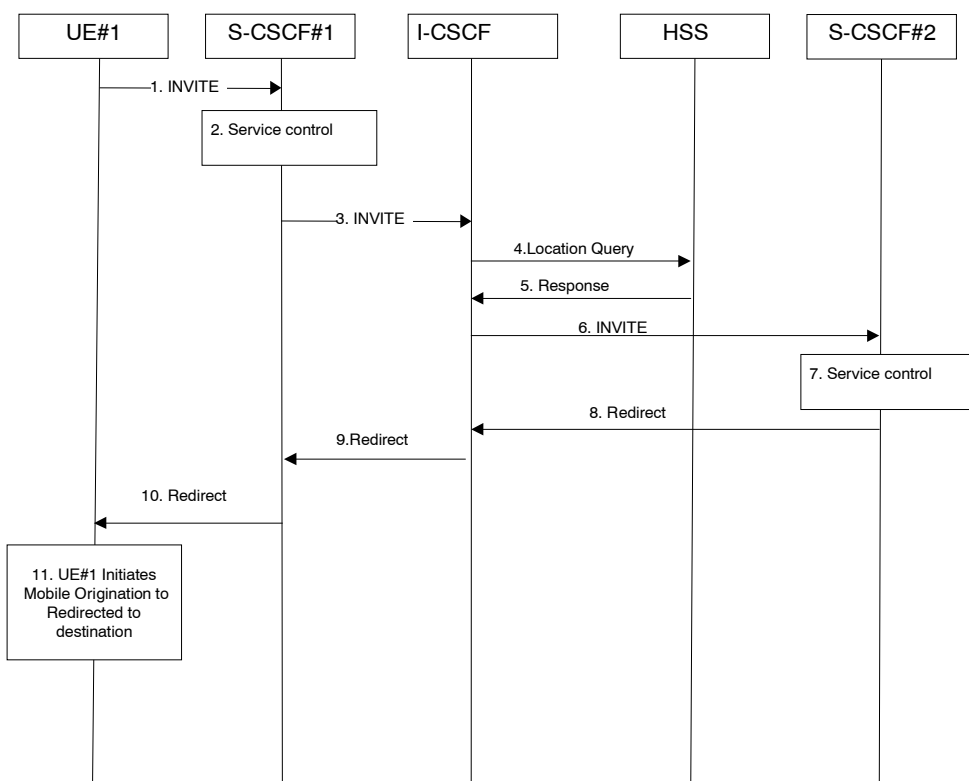 UE#1
S-CSCF#1
I-CSCF
HSS
S-CSCF#2
1. INVITE
2. Service control
3. INVITE
4.Location Query
5. Response
6. INVITE
7. Service control
8. Redirect
9.Redirect
10. Redirect
11. UE#1 Initiates
Mobile Origination to
Redirected to
destination